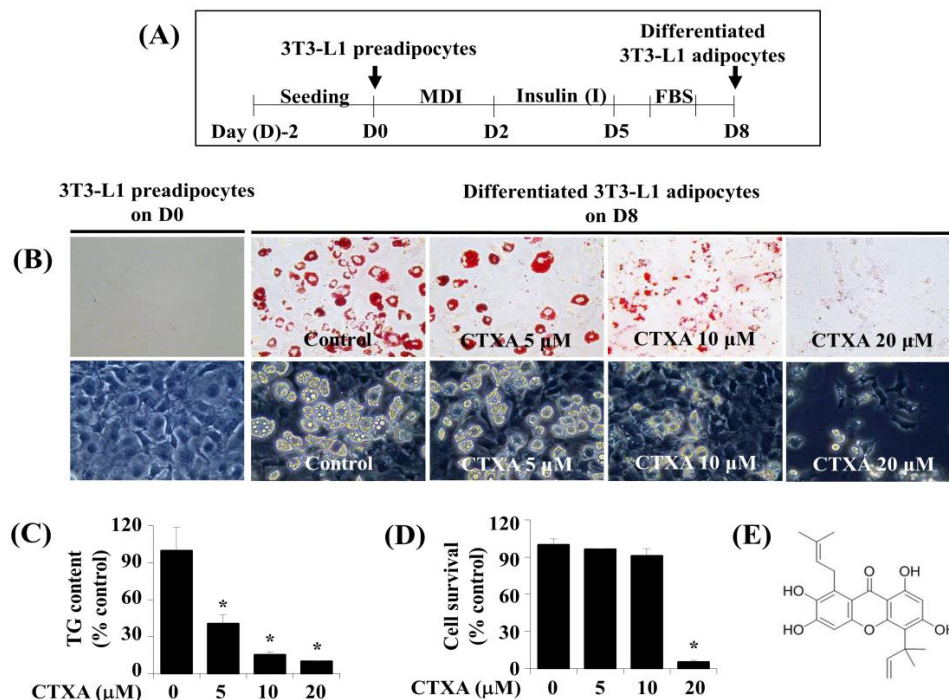 (A)
3T3-L1 preadipocytes
Differentiated
3T3-L1 adipocytes
Seeding MDI Insulin (I) FBS
Day (D)-2 D0 D2 D5 D8
3T3-L1 preadipocytes
on D0
Differentiated 3T3-L1 adipocytes
on D8
(B)
Control CTXA 5 µM CTXA 10 µM CTXA 20 µM
Control CTXA 5 µM CTXA 10 µM CTXA 20 µM
(C)
TG content
(% control)
120
90
60
30
0
* * *
CTXA (µM) 0 5 10 20
(D)
Cell survival
(% control)
120
90
60
30
0
*
CTXA (µM) 0 5 10 20
(E)
O OH
HO
HO O OH